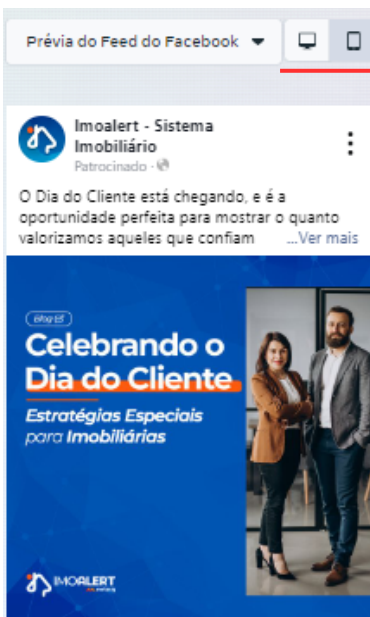 Prévia do Feed do Facebook
Imoalert - Sistema
Imobiliário
Patrocinado ·
O Dia do Cliente está chegando, e é a
oportunidade perfeita para mostrar o quanto
valorizamos aqueles que confiam ...Ver mais
Celebrando o
Dia do Cliente
Estratégias Especiais
para Imobiliárias
IMOALERT